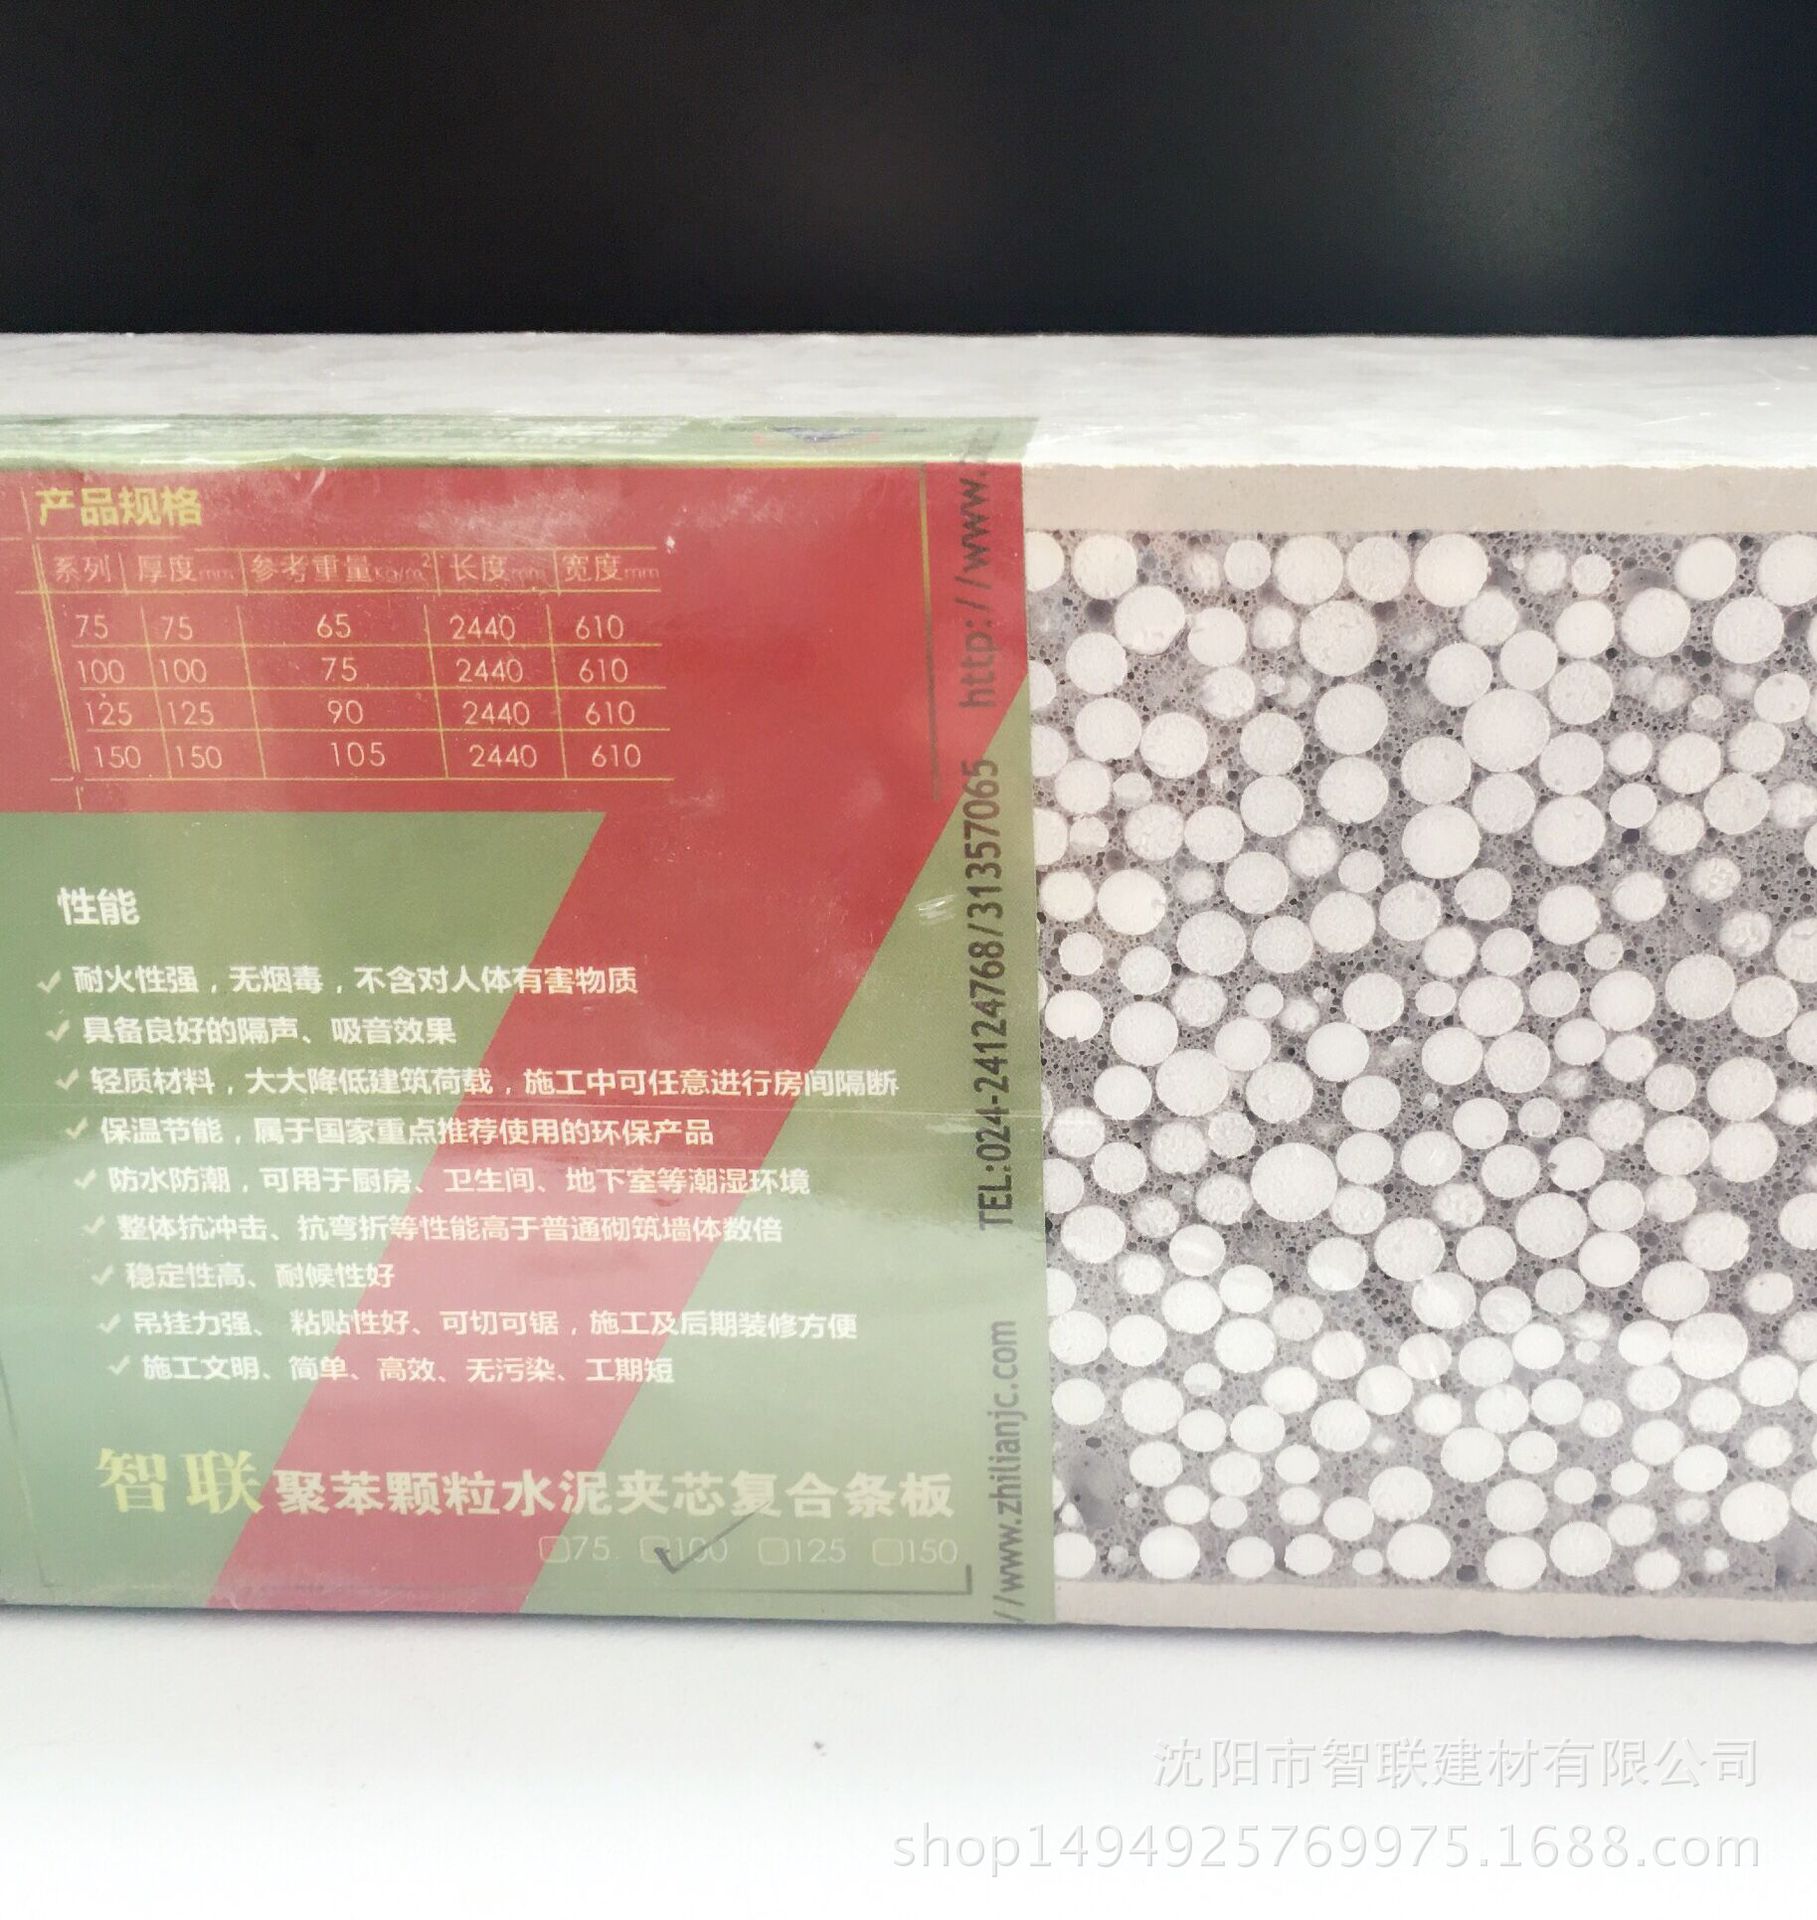 产品规格
系列 厚度mm 参考重量Kg/m² 长度mm 宽度mm
75 75 65 2440 610
100 100 75 2440 610
125 125 90 2440 610
150 150 105 2440 610
性能
✓ 耐火性强，无烟毒，不含对人体有害物质
✓ 具备良好的隔声、吸音效果
✓ 轻质材料，大大降低建筑荷载，施工中可任意进行房间隔断
✓ 保温节能，属于国家重点推荐使用的环保产品
✓ 防水防潮，可用于厨房、卫生间、地下室等潮湿环境
✓ 整体抗冲击、抗弯折等性能高于普通砌筑墙体数倍
✓ 稳定性高、耐候性好
✓ 吊挂力强、粘贴性好、可切可锯，施工及后期装修方便
✓ 施工文明、简单、高效、无污染、工期短
智联聚苯颗粒水泥夹芯复合条板
75 100 125 150
//www.zhilianjc.com TEL:024-24124768/31357065 http://www.
沈阳市智联建材有限公司
shop1494925769975.1688.com